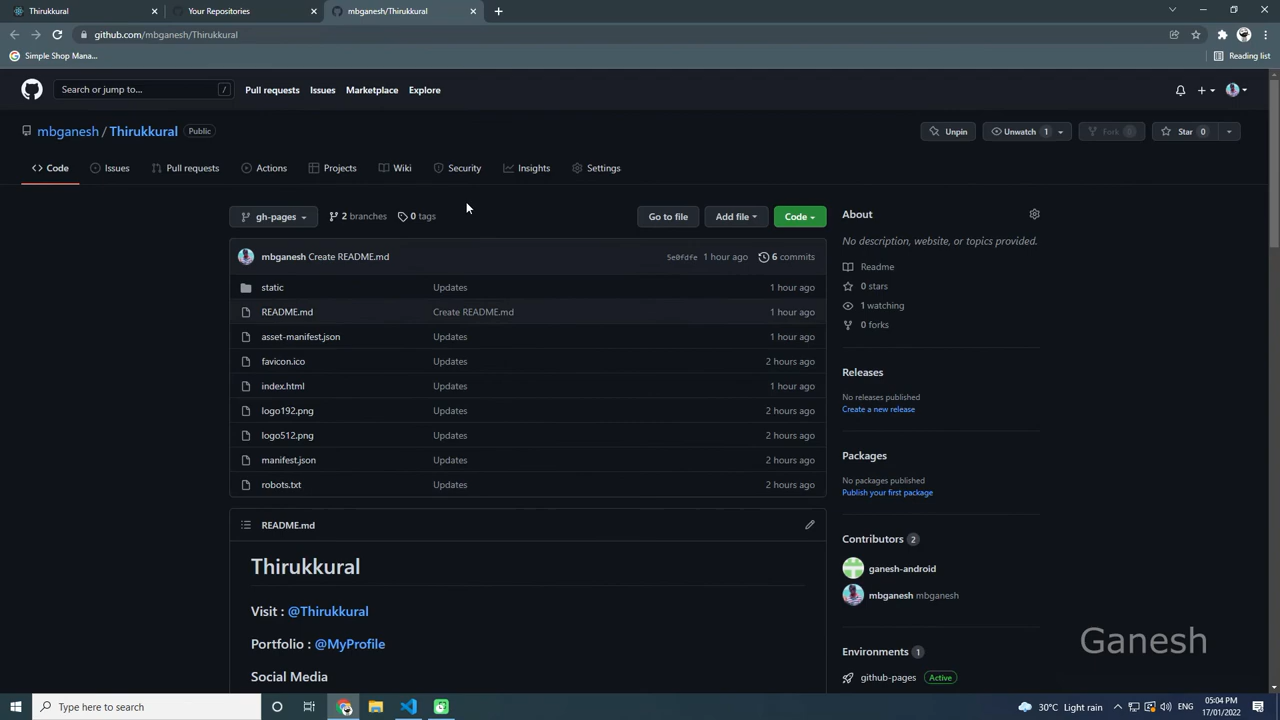 Thirukkural
Your Repositories
mbganesh/Thirukkural
github.com/mbganesh/Thirukkural
Simple Shop Mana...
Reading list
Search or jump to...
/
Pull requests
Issues
Marketplace
Explore
mbganesh / Thirukkural
Public
Unpin
Unwatch 1
Fork 0
Star 0
Code
Issues
Pull requests
Actions
Projects
Wiki
Security
Insights
Settings
gh-pages
2 branches
0 tags
Go to file
Add file
Code
mbganesh Create README.md
5e0fdfe 1 hour ago
6 commits
static Updates 1 hour ago
README.md Create README.md 1 hour ago
asset-manifest.json Updates 1 hour ago
favicon.ico Updates 2 hours ago
index.html Updates 1 hour ago
logo192.png Updates 2 hours ago
logo512.png Updates 2 hours ago
manifest.json Updates 2 hours ago
robots.txt Updates 2 hours ago
README.md
Thirukkural
Visit : @Thirukkural
Portfolio : @MyProfile
Social Media
About
No description, website, or topics provided.
Readme
0 stars
1 watching
0 forks
Releases
No releases published
Create a new release
Packages
No packages published
Publish your first package
Contributors 2
ganesh-android
mbganesh mbganesh
Environments 1
github-pages Active
Ganesh
Type here to search
30°C Light rain
ENG
05:04 PM
17/01/2022